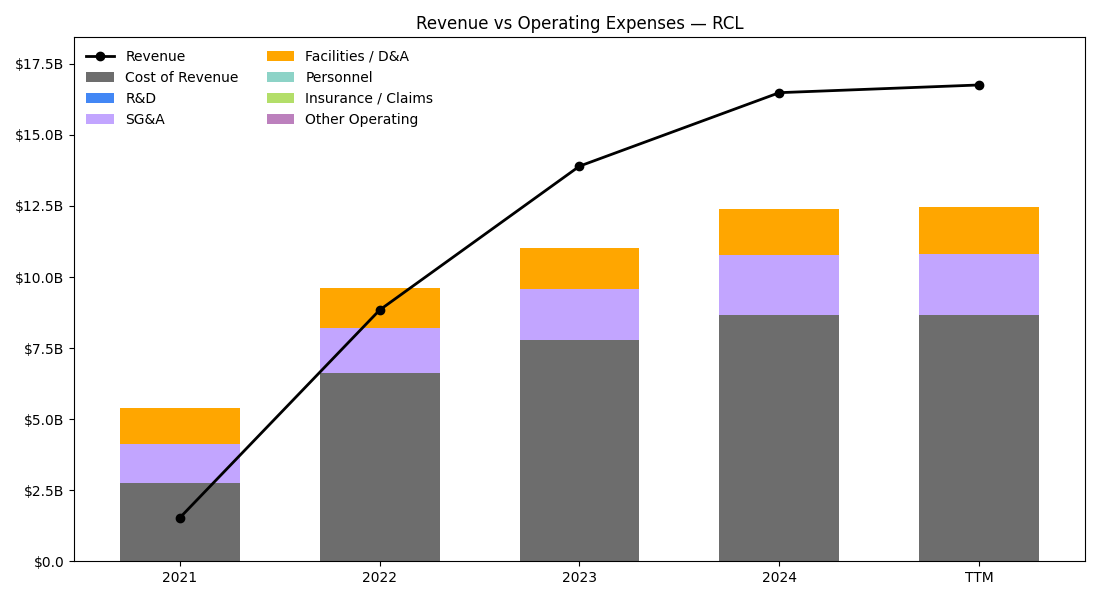 Revenue vs Operating Expenses — RCL
Revenue
Cost of Revenue
R&D
SG&A
Facilities / D&A
Personnel
Insurance / Claims
Other Operating
$17.5B
$15.0B
$12.5B
$10.0B
$7.5B
$5.0B
$2.5B
$0.0
2021
2022
2023
2024
TTM